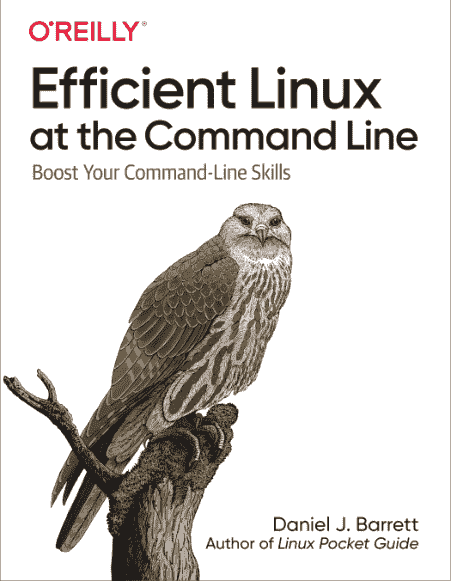 O'REILLY®
Efficient Linux
at the Command Line
Boost Your Command-Line Skills
Daniel J. Barrett
Author of Linux Pocket Guide